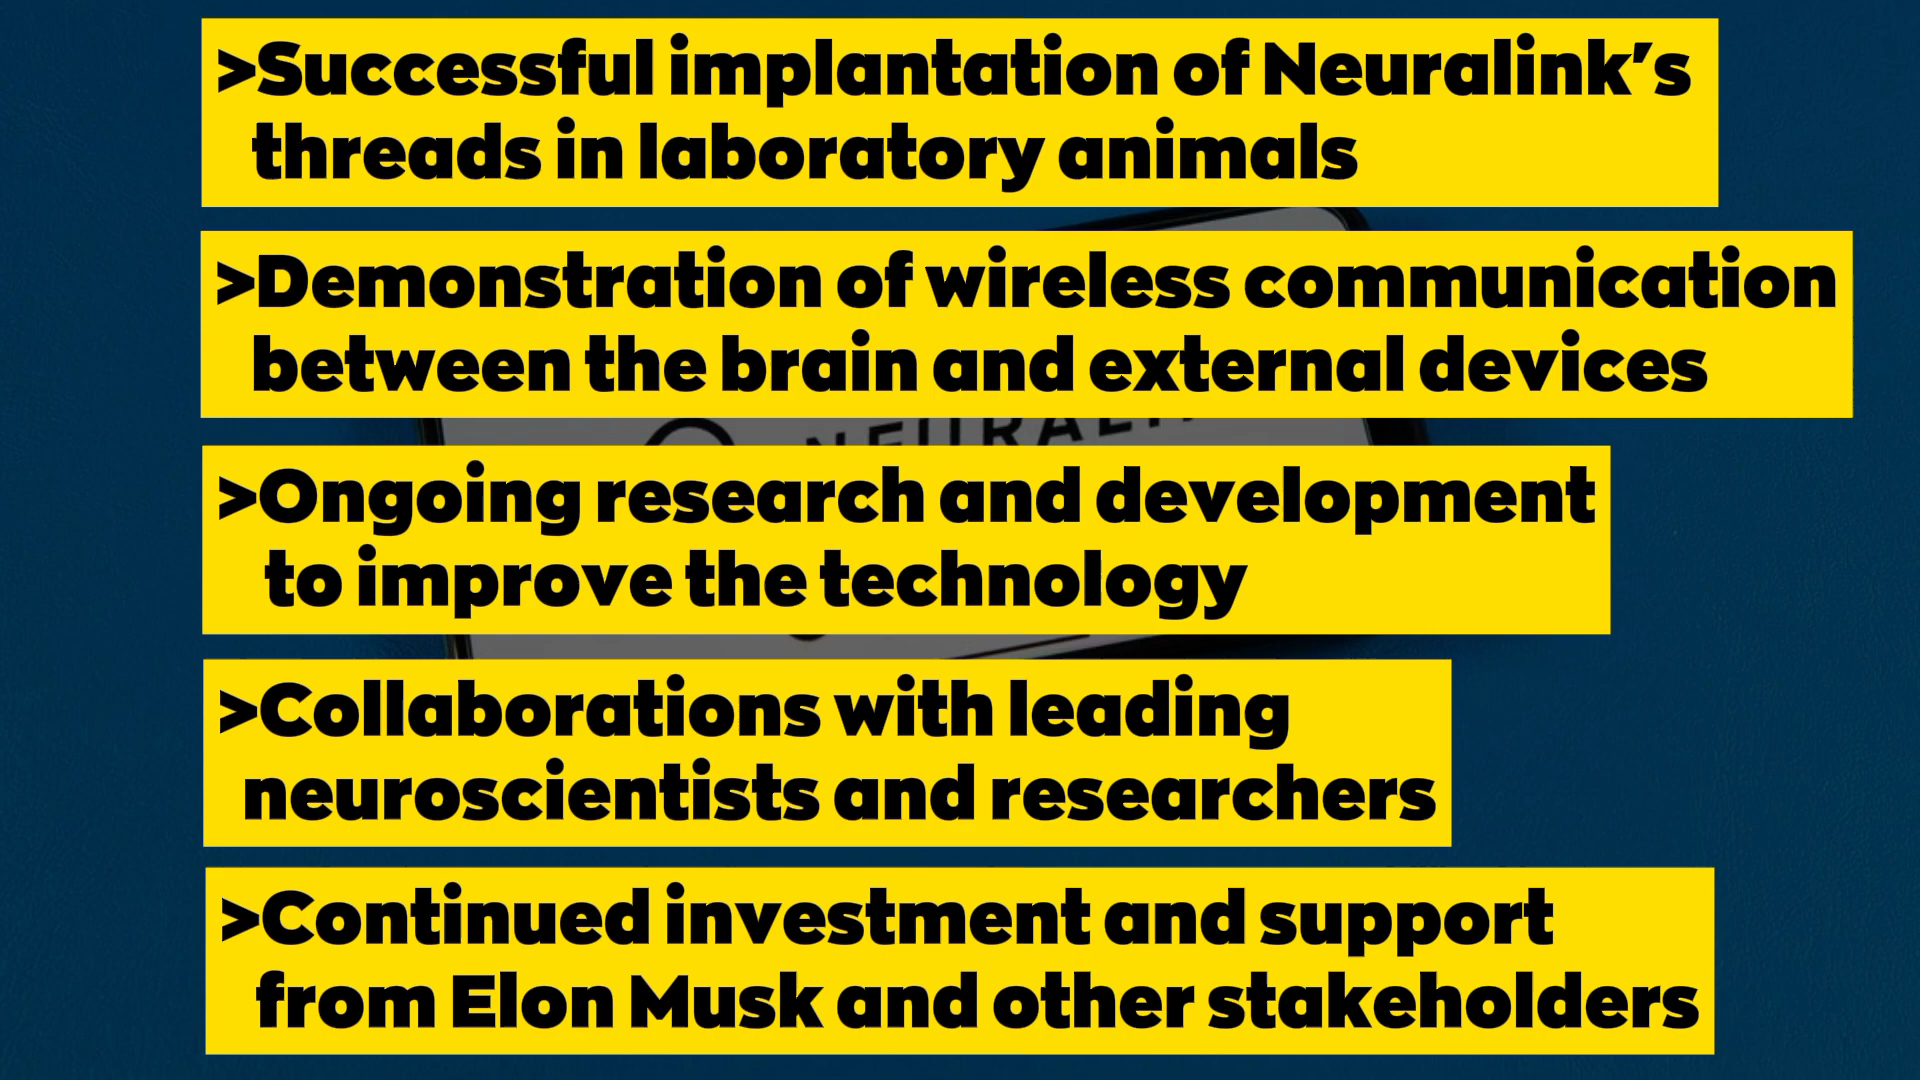 >Successful implantation of Neuralink’s
threads in laboratory animals
>Demonstration of wireless communication
between the brain and external devices
>Ongoing research and development
to improve the technology
>Collaborations with leading
neuroscientists and researchers
>Continued investment and support
from Elon Musk and other stakeholders